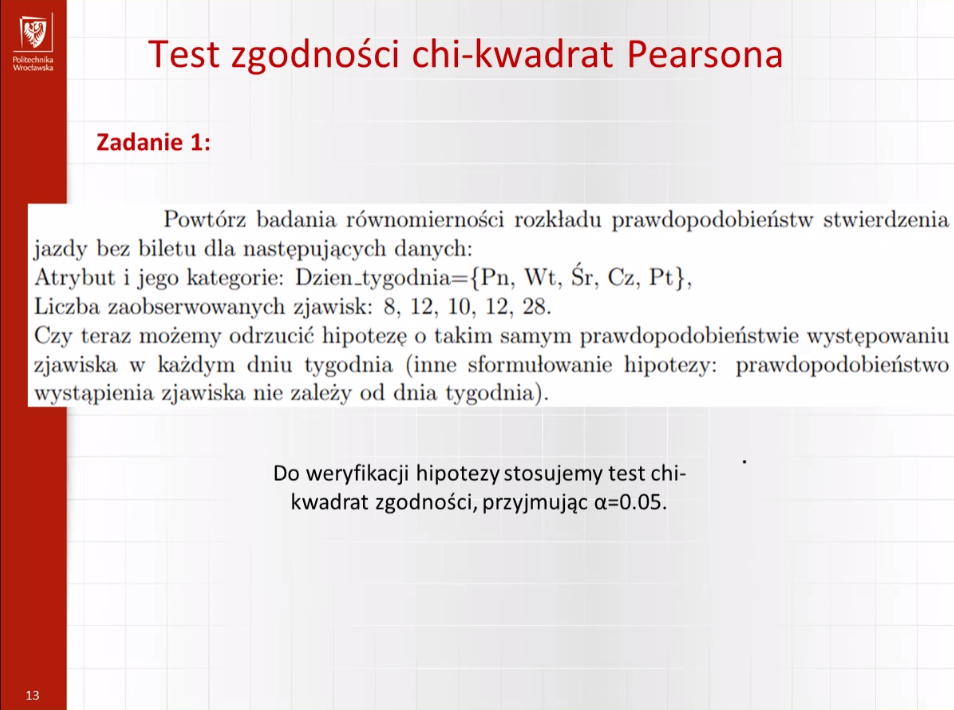 Politechnika
Wrocławska
Test zgodności chi-kwadrat Pearsona
Zadanie 1:
Powtórz badania równomierności rozkładu prawdopodobieństw stwierdzenia
jazdy bez biletu dla następujących danych:
Atrybut i jego kategorie: Dzien_tygodnia={Pn, Wt, Śr, Cz, Pt},
Liczba zaobserwowanych zjawisk: 8, 12, 10, 12, 28.
Czy teraz możemy odrzucić hipotezę o takim samym prawdopodobieństwie występowaniu
zjawiska w każdym dniu tygodnia (inne sformułowanie hipotezy: prawdopodobieństwo
wystąpienia zjawiska nie zależy od dnia tygodnia).
Do weryfikacji hipotezy stosujemy test chi-
kwadrat zgodności, przyjmując α=0.05.
13